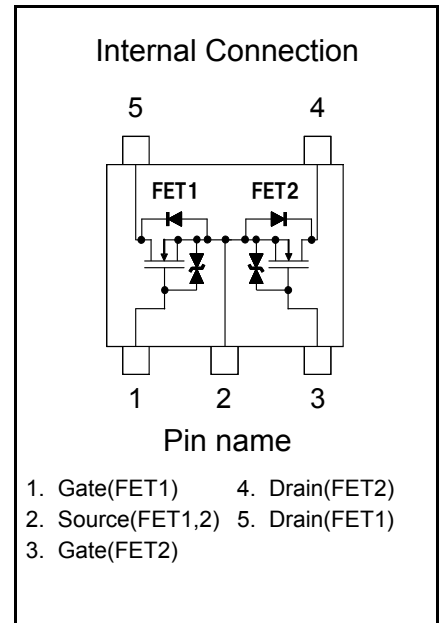 Internal Connection
5 4
FET1 FET2
1 2 3
Pin name
1. Gate(FET1) 4. Drain(FET2)
2. Source(FET1,2) 5. Drain(FET1)
3. Gate(FET2)